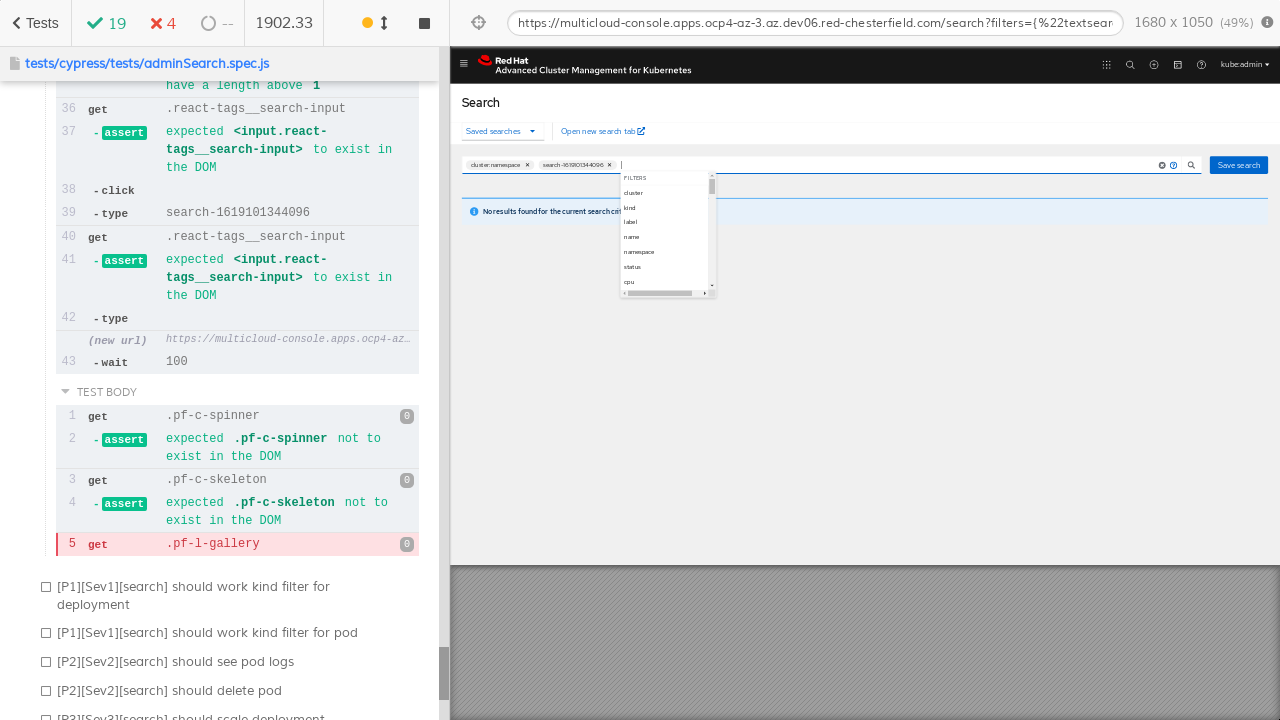 Tests
19
4
--
1902.33
https://multicloud-console.apps.ocp4-az-3.az.dev06.red-chesterfield.com/search?filters={%22textsear
1680 x 1050 (49%)
tests/cypress/tests/adminSearch.spec.js
have a length above 1
36 get .react-tags__search-input
37 -assert expected <input.react-
tags__search-input> to exist in
the DOM
38 -click
39 -type search-1619101344096
40 get .react-tags__search-input
41 -assert expected <input.react-
tags__search-input> to exist in
the DOM
42 -type
(new url) https://multicloud-console.apps.ocp4-az…
43 -wait 100
TEST BODY
1 get .pf-c-spinner 0
2 -assert expected .pf-c-spinner not to
exist in the DOM
3 get .pf-c-skeleton 0
4 -assert expected .pf-c-skeleton not to
exist in the DOM
5 get .pf-l-gallery 0
[P1][Sev1][search] should work kind filter for
deployment
[P1][Sev1][search] should work kind filter for pod
[P2][Sev2][search] should see pod logs
[P2][Sev2][search] should delete pod
[P3][Sev3][search] should scale deployment
Red Hat
Advanced Cluster Management for Kubernetes
kube:admin
Search
Saved searches
Open new search tab
cluster:namespace ×
search-1619101344096 ×
Save search
FILTERS
cluster
kind
label
name
namespace
status
cpu
No results found for the current search crit